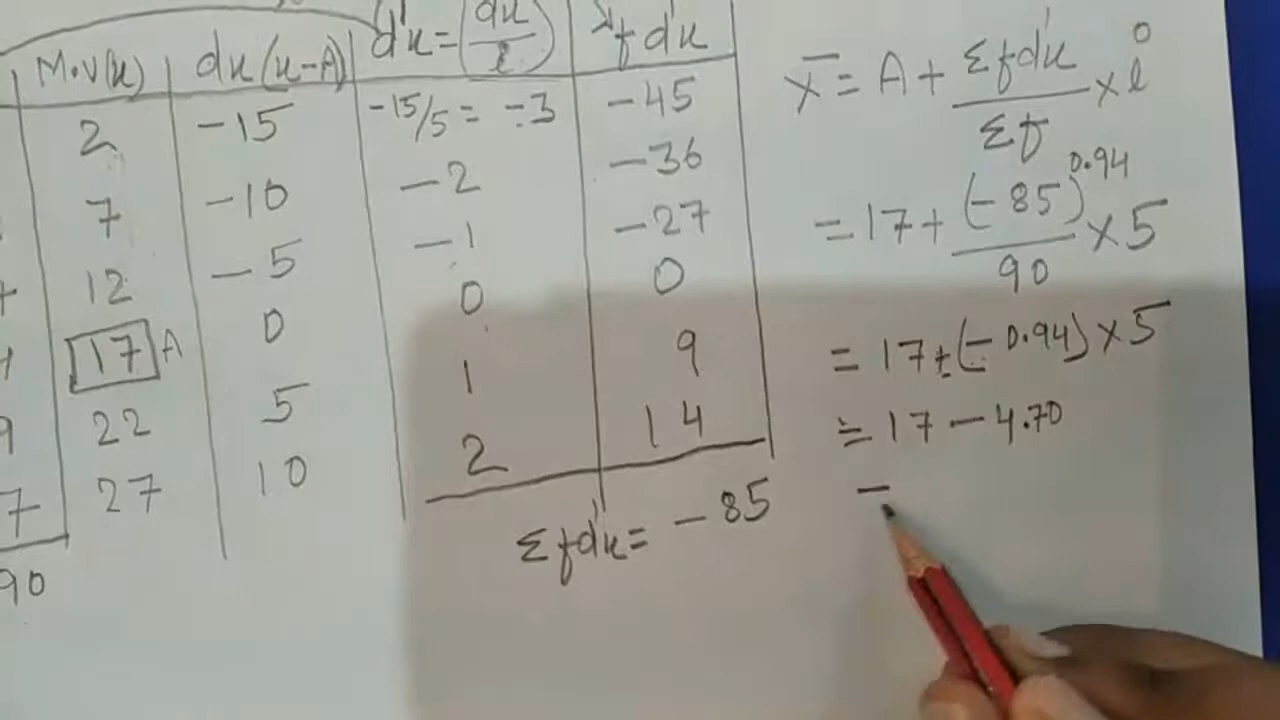 M.V(x) dx(x-A) d'x=(dx/i) fd'x
2 -15 -15/5= -3 -45
7 -10 -2 -36
12 -5 -1 -27
17 A 0 0 0
22 5 1 9
27 10 2 14
90
Σfd'x= -85
X̄= A+ Σfd'x/Σf ×i
=17+ (-85)/90 ×5
0.94
=17+(-0.94)×5
=17-4.70